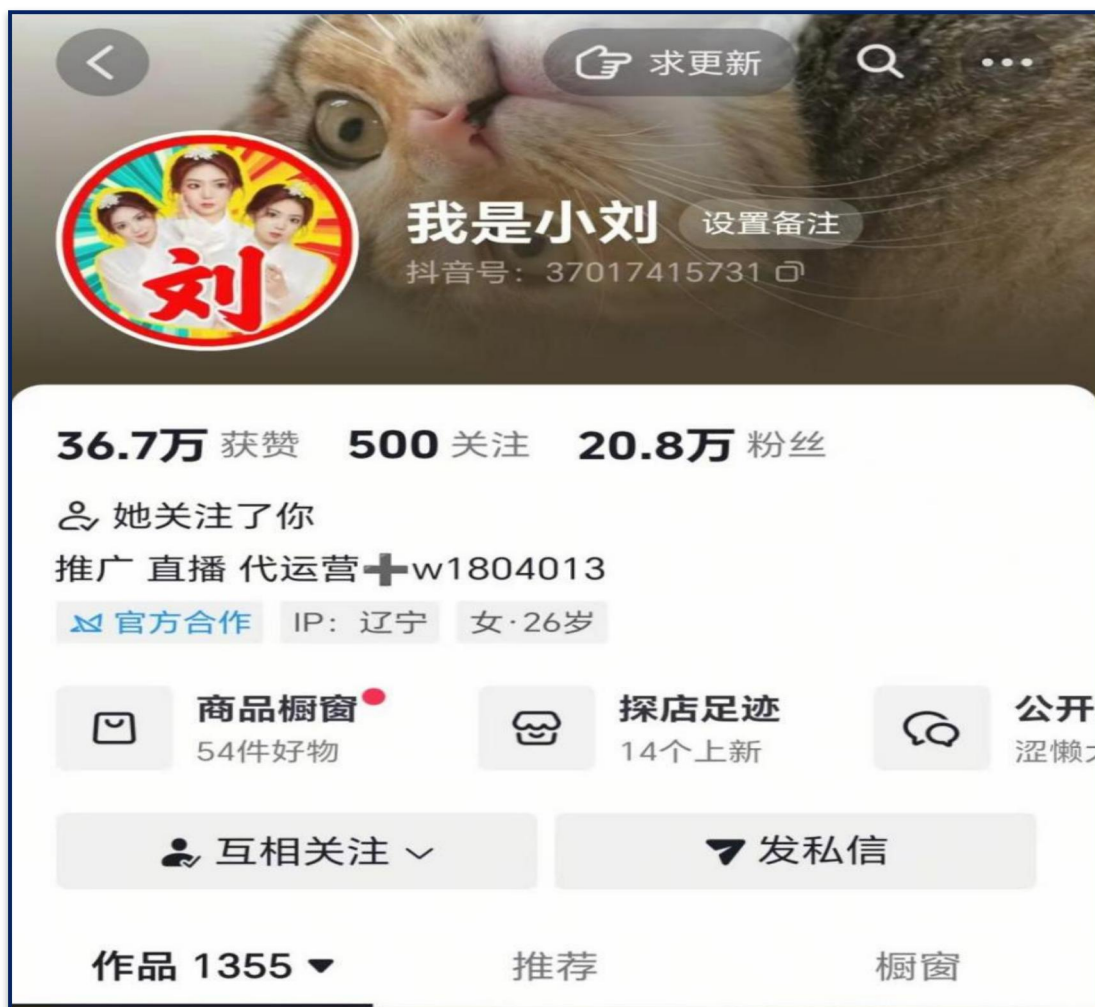 求更新
刘
我是小刘 设置备注
抖音号：37017415731
36.7万 获赞 500 关注 20.8万 粉丝
她关注了你
推广 直播 代运营➕w1804013
官方合作 IP：辽宁 女·26岁
商品橱窗 探店足迹 公开
54件好物 14个上新 涩懒
互相关注 发私信
作品 1355 推荐 橱窗